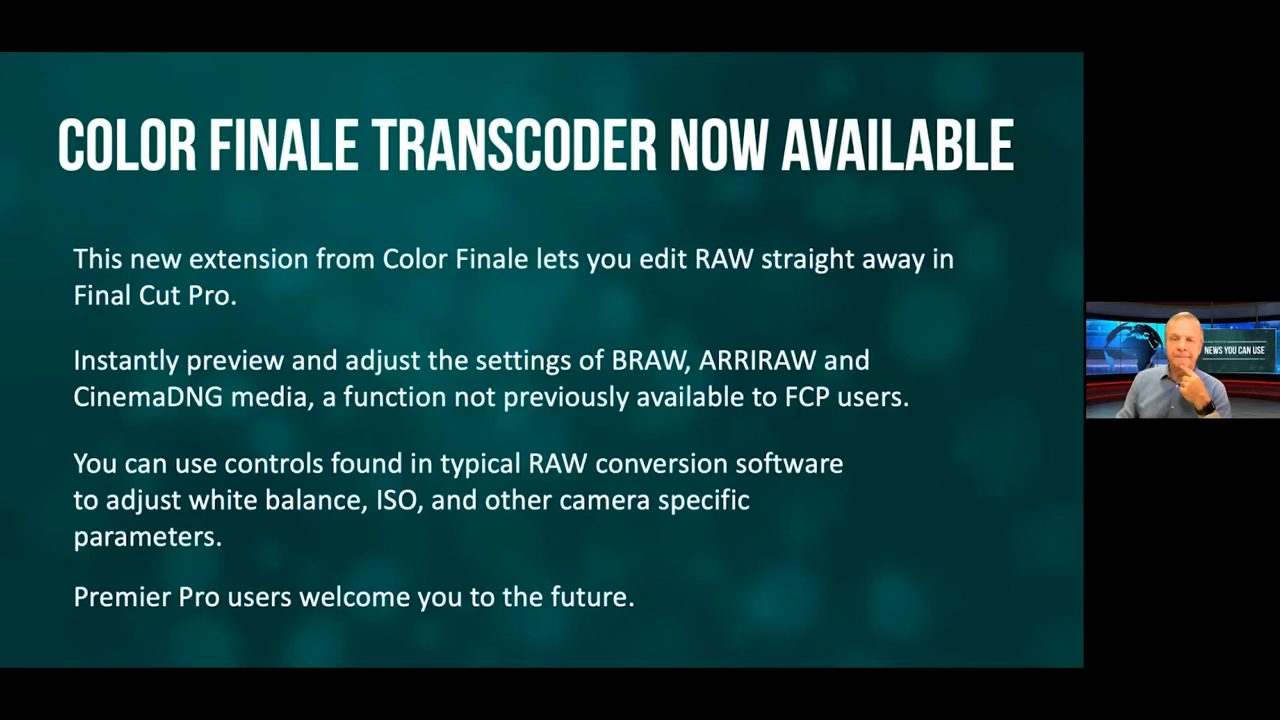 COLOR FINALE TRANSCODER NOW AVAILABLE
This new extension from Color Finale lets you edit RAW straight away in
Final Cut Pro.
Instantly preview and adjust the settings of BRAW, ARRIRAW and
CinemaDNG media, a function not previously available to FCP users.
You can use controls found in typical RAW conversion software
to adjust white balance, ISO, and other camera specific
parameters.
Premier Pro users welcome you to the future.
NEWS YOU CAN USE